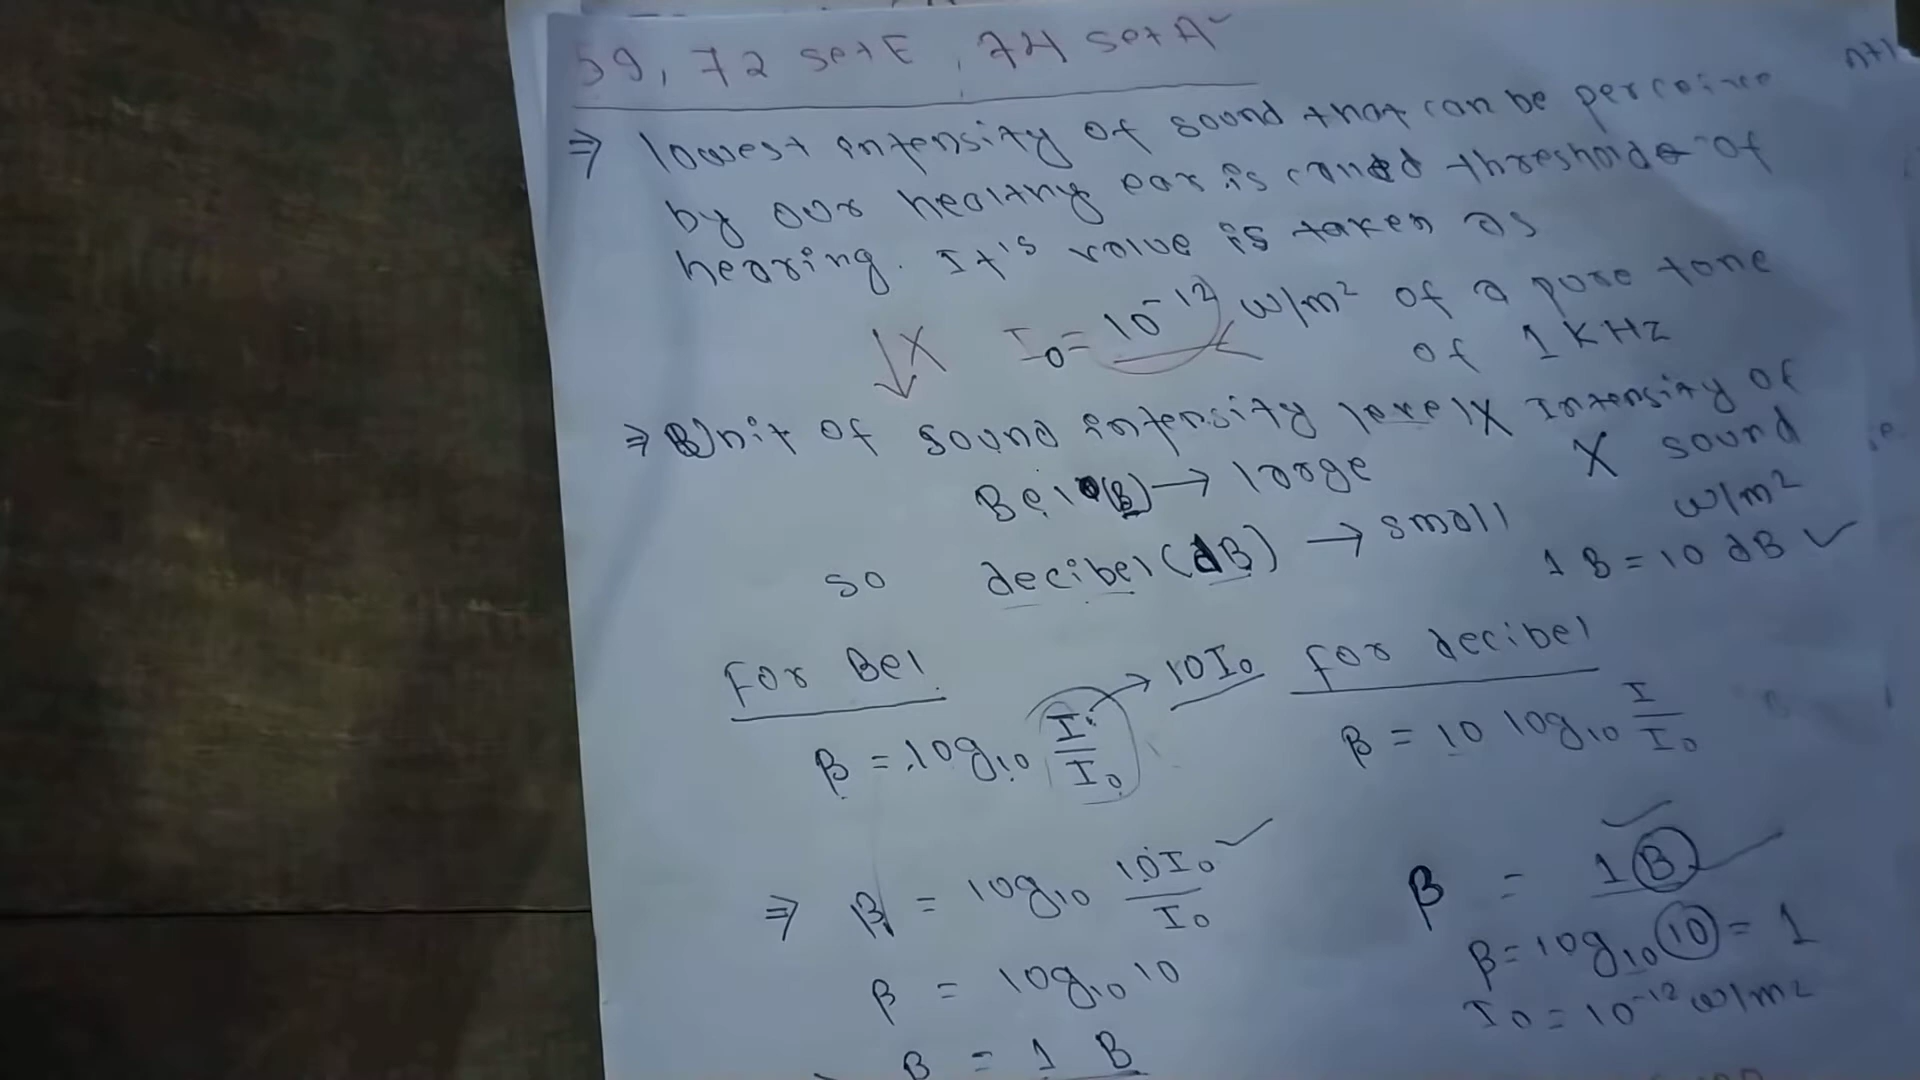 59, 72 set E, 74 set A
n+1
⇒ lowest intensity of sound that can be perceive
by our healthy ear is called threshold of
hearing. It's value is taken as
↓X I₀ = 10⁻¹² W/m² of a pure tone
of 1 KHz
⇒ Unit of sound intensity level X Intensity of
X sound
Bel (B) → large
W/m²
so decibel (dB) → small
1 B = 10 dB ✓
For Bel
→ 10I₀
for decibel
β = log₁₀ I/I₀
β = 10 log₁₀ I/I₀
⇒ β = log₁₀ 10I₀/I₀ ✓
β = 1 B
β = log₁₀ 10
β = log₁₀ 10 = 1
I₀ = 10⁻¹² W/m²
β = 1 B